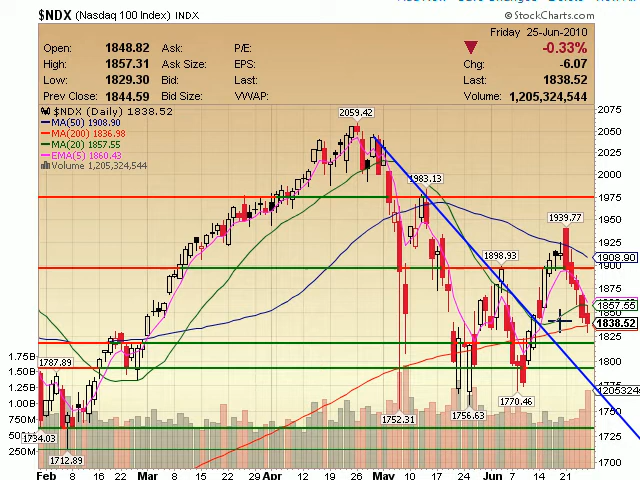 $NDX (Nasdaq 100 Index) INDX
© StockCharts.com
Friday 25-Jun-2010
Open: 1848.82 Ask: P/E: -0.33%
High: 1857.31 Ask Size: EPS: Chg: -6.07
Low: 1829.30 Bid: Last: Last: 1838.52
Prev Close: 1844.59 Bid Size: VWAP: Volume: 1,205,324,544
$NDX (Daily) 1838.52
MA(50) 1908.90
MA(200) 1836.98
MA(20) 1857.55
EMA(5) 1860.43
Volume 1,205,324,544
2059.42
1983.13
1939.77
1898.93
1787.89
1770.46
1756.63
1752.31
1734.03
1712.89
2075
2050
2025
2000
1975
1950
1925
1908.90
1900
1875
1857.55
1838.52
1825
1800
1775
1205324
1750
1725
1700
1.75B
1.50B
1.25B
1.00B
750M
500M
250M
Feb 8 16 22 Mar 8 15 22 Apr 12 19 26 May 10 17 24 Jun 7 14 21